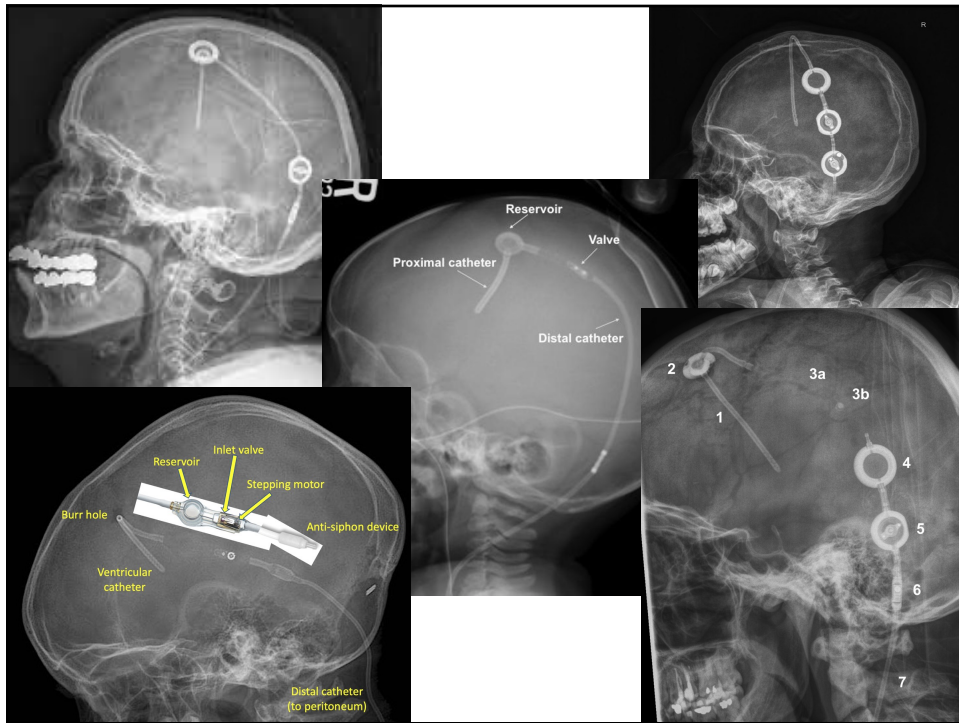 R
Reservoir
Valve
Proximal catheter
Distal catheter
2
3a
3b
1
4
5
6
7
Inlet valve
Reservoir
Stepping motor
Burr hole
Anti-siphon device
Ventricular
catheter
Distal catheter
(to peritoneum)